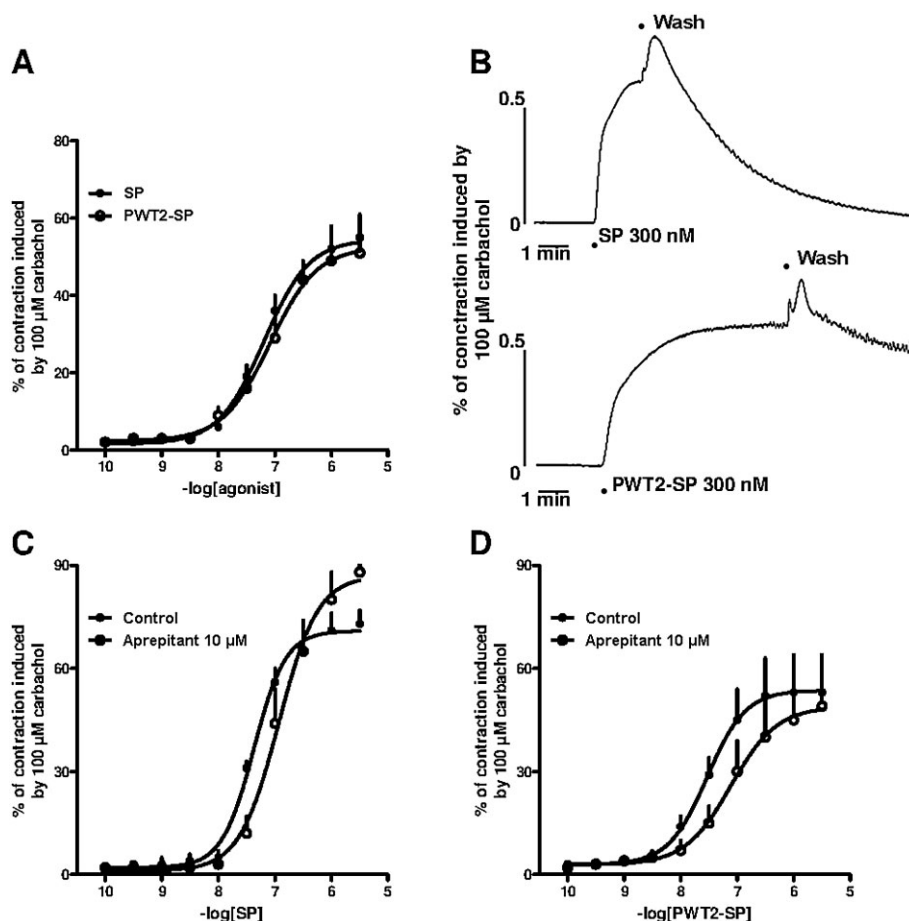 A
80
60
40
20
0
% of contraction induced
by 100 µM carbachol
SP
PWT2-SP
10 9 8 7 6 5
-log[agonist]
B
% of conctraction induced by
100 µM carbachol
Wash
0.5
0
1 min
SP 300 nM
Wash
0.5
0
1 min
PWT2-SP 300 nM
C
90
60
30
0
% of contraction induced
by 100 µM carbachol
Control
Aprepitant 10 µM
10 9 8 7 6 5
-log[SP]
D
90
60
30
0
% of contraction induced
by 100 µM carbachol
Control
Aprepitant 10 µM
10 9 8 7 6 5
-log[PWT2-SP]